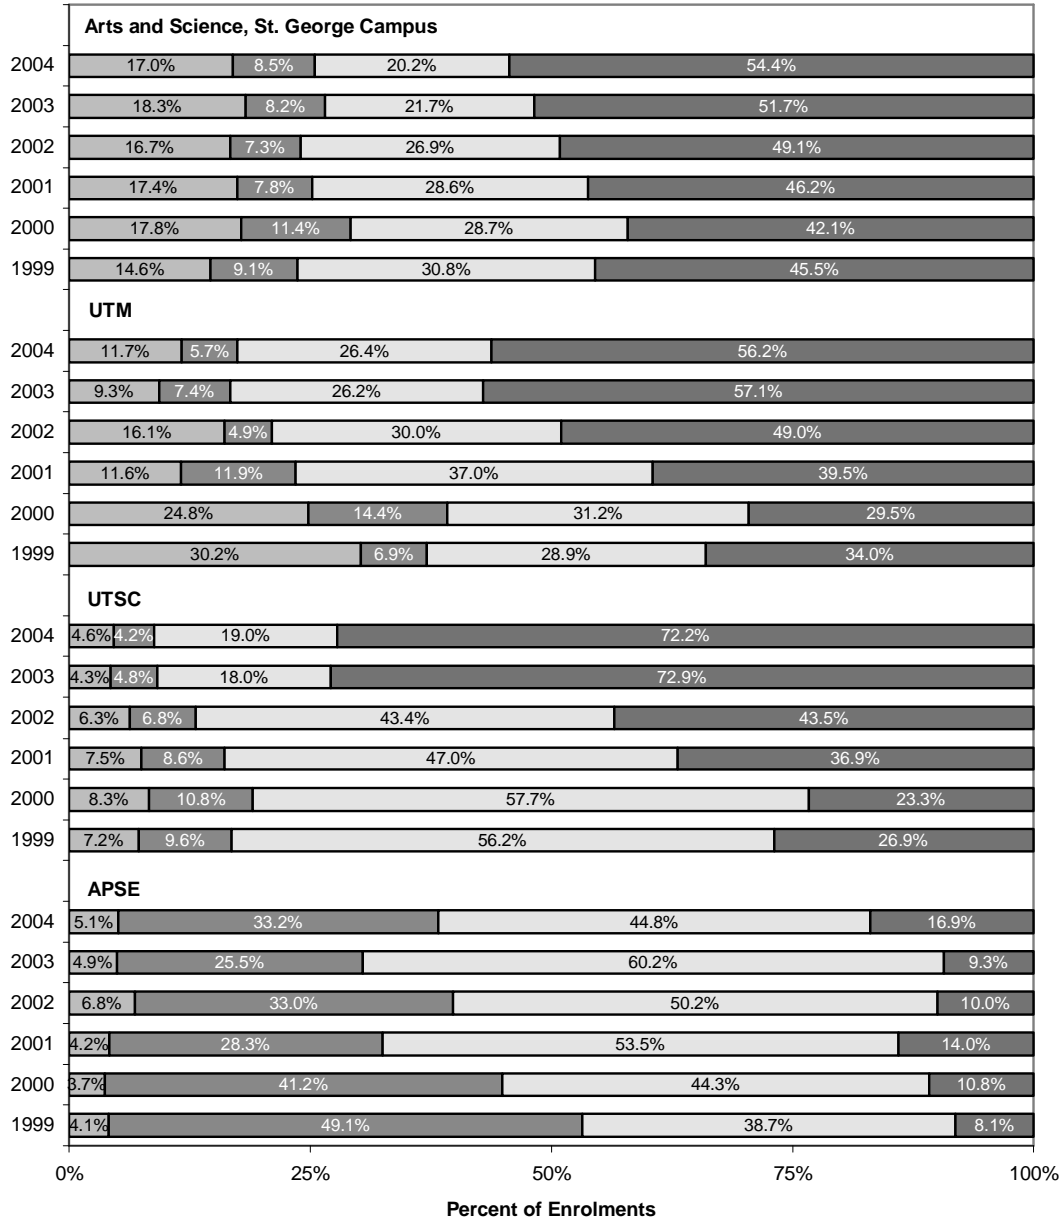 Arts and Science, St. George Campus
2004 17.0% 8.5% 20.2% 54.4%
2003 18.3% 8.2% 21.7% 51.7%
2002 16.7% 7.3% 26.9% 49.1%
2001 17.4% 7.8% 28.6% 46.2%
2000 17.8% 11.4% 28.7% 42.1%
1999 14.6% 9.1% 30.8% 45.5%
UTM
2004 11.7% 5.7% 26.4% 56.2%
2003 9.3% 7.4% 26.2% 57.1%
2002 16.1% 4.9% 30.0% 49.0%
2001 11.6% 11.9% 37.0% 39.5%
2000 24.8% 14.4% 31.2% 29.5%
1999 30.2% 6.9% 28.9% 34.0%
UTSC
2004 4.6% 4.2% 19.0% 72.2%
2003 4.3% 4.8% 18.0% 72.9%
2002 6.3% 6.8% 43.4% 43.5%
2001 7.5% 8.6% 47.0% 36.9%
2000 8.3% 10.8% 57.7% 23.3%
1999 7.2% 9.6% 56.2% 26.9%
APSE
2004 5.1% 33.2% 44.8% 16.9%
2003 4.9% 25.5% 60.2% 9.3%
2002 6.8% 33.0% 50.2% 10.0%
2001 4.2% 28.3% 53.5% 14.0%
2000 3.7% 41.2% 44.3% 10.8%
1999 4.1% 49.1% 38.7% 8.1%
0% 25% 50% 75% 100%
Percent of Enrolments